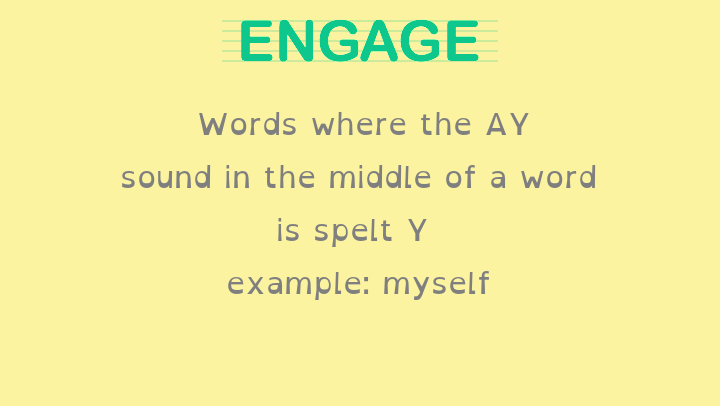 ENGAGE
Words where the AY
sound in the middle of a word
is spelt Y
example: myself